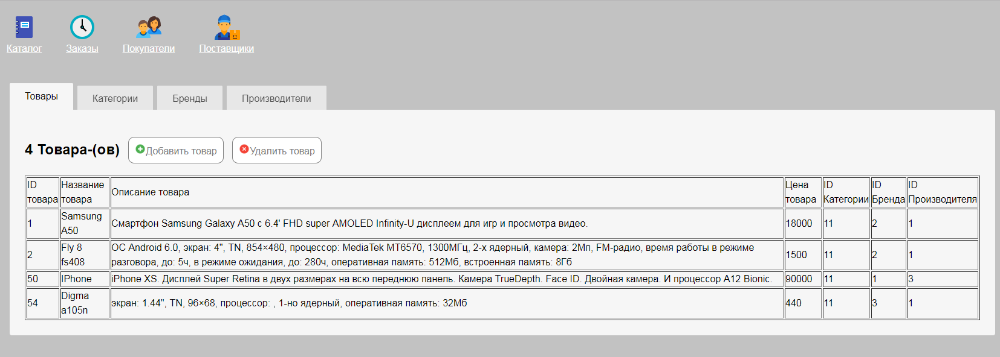 Каталог Заказы Покупатели Поставщики
Товары Категории Бренды Производители
4 Товара-(ов) Добавить товар Удалить товар
ID товара Название товара Описание товара Цена товара ID Категории ID Бренда ID Производителя
1 Samsung A50 Смартфон Samsung Galaxy A50 с 6.4' FHD super AMOLED Infinity-U дисплеем для игр и просмотра видео. 18000 11 2 1
2 Fly 8 fs408 ОС Android 6.0, экран: 4", TN, 854×480, процессор: MediaTek MT6570, 1300МГц, 2-х ядерный, камера: 2Мп, FM-радио, время работы в режиме
разговора, до: 5ч, в режиме ожидания, до: 280ч, оперативная память: 512Мб, встроенная память: 8Гб 1500 11 2 1
50 IPhone iPhone XS. Дисплей Super Retina в двух размерах на всю переднюю панель. Камера TrueDepth. Face ID. Двойная камера. И процессор A12 Bionic. 90000 11 1 3
54 Digma a105n экран: 1.44", TN, 96×68, процессор: , 1-но ядерный, оперативная память: 32Мб 440 11 3 1